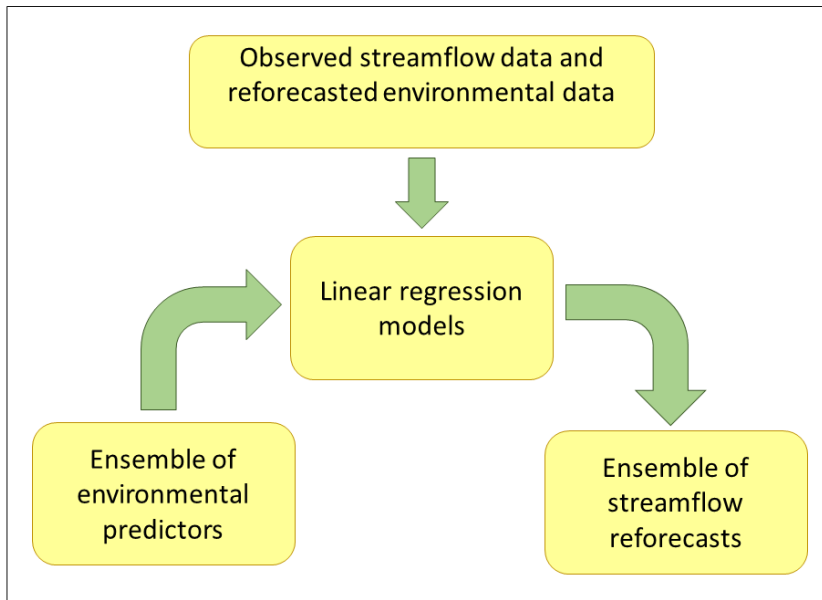 Observed streamflow data and
reforecasted environmental data
Linear regression
models
Ensemble of
environmental
predictors
Ensemble of
streamflow
reforecasts